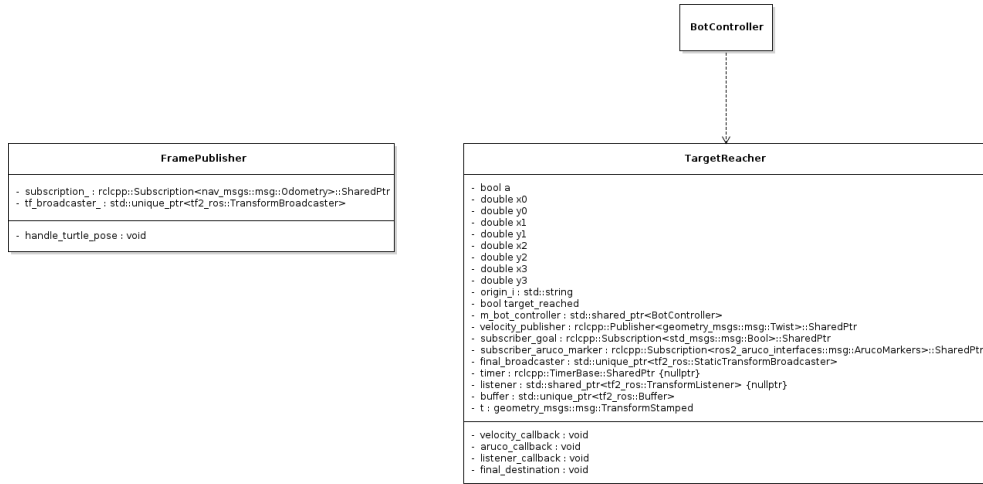 BotController
FramePublisher
- subscription_ : rclcpp::Subscription<nav_msgs::msg::Odometry>::SharedPtr
- tf_broadcaster_ : std::unique_ptr<tf2_ros::TransformBroadcaster>
- handle_turtle_pose : void
TargetReacher
- bool a
- double x0
- double y0
- double x1
- double y1
- double x2
- double y2
- double x3
- double y3
- origin_i : std::string
- bool target_reached
- m_bot_controller : std::shared_ptr<BotController>
- velocity_publisher : rclcpp::Publisher<geometry_msgs::msg::Twist>::SharedPtr
- subscriber_goal : rclcpp::Subscription<std_msgs::msg::Bool>::SharedPtr
- subscriber_aruco_marker : rclcpp::Subscription<ros2_aruco_interfaces::msg::ArucoMarkers>::SharedPtr
- final_broadcaster : std::unique_ptr<tf2_ros::StaticTransformBroadcaster>
- timer : rclcpp::TimerBase::SharedPtr {nullptr}
- listener : std::shared_ptr<tf2_ros::TransformListener> {nullptr}
- buffer : std::unique_ptr<tf2_ros::Buffer>
- t : geometry_msgs::msg::TransformStamped
- velocity_callback : void
- aruco_callback : void
- listener_callback : void
- final_destination : void